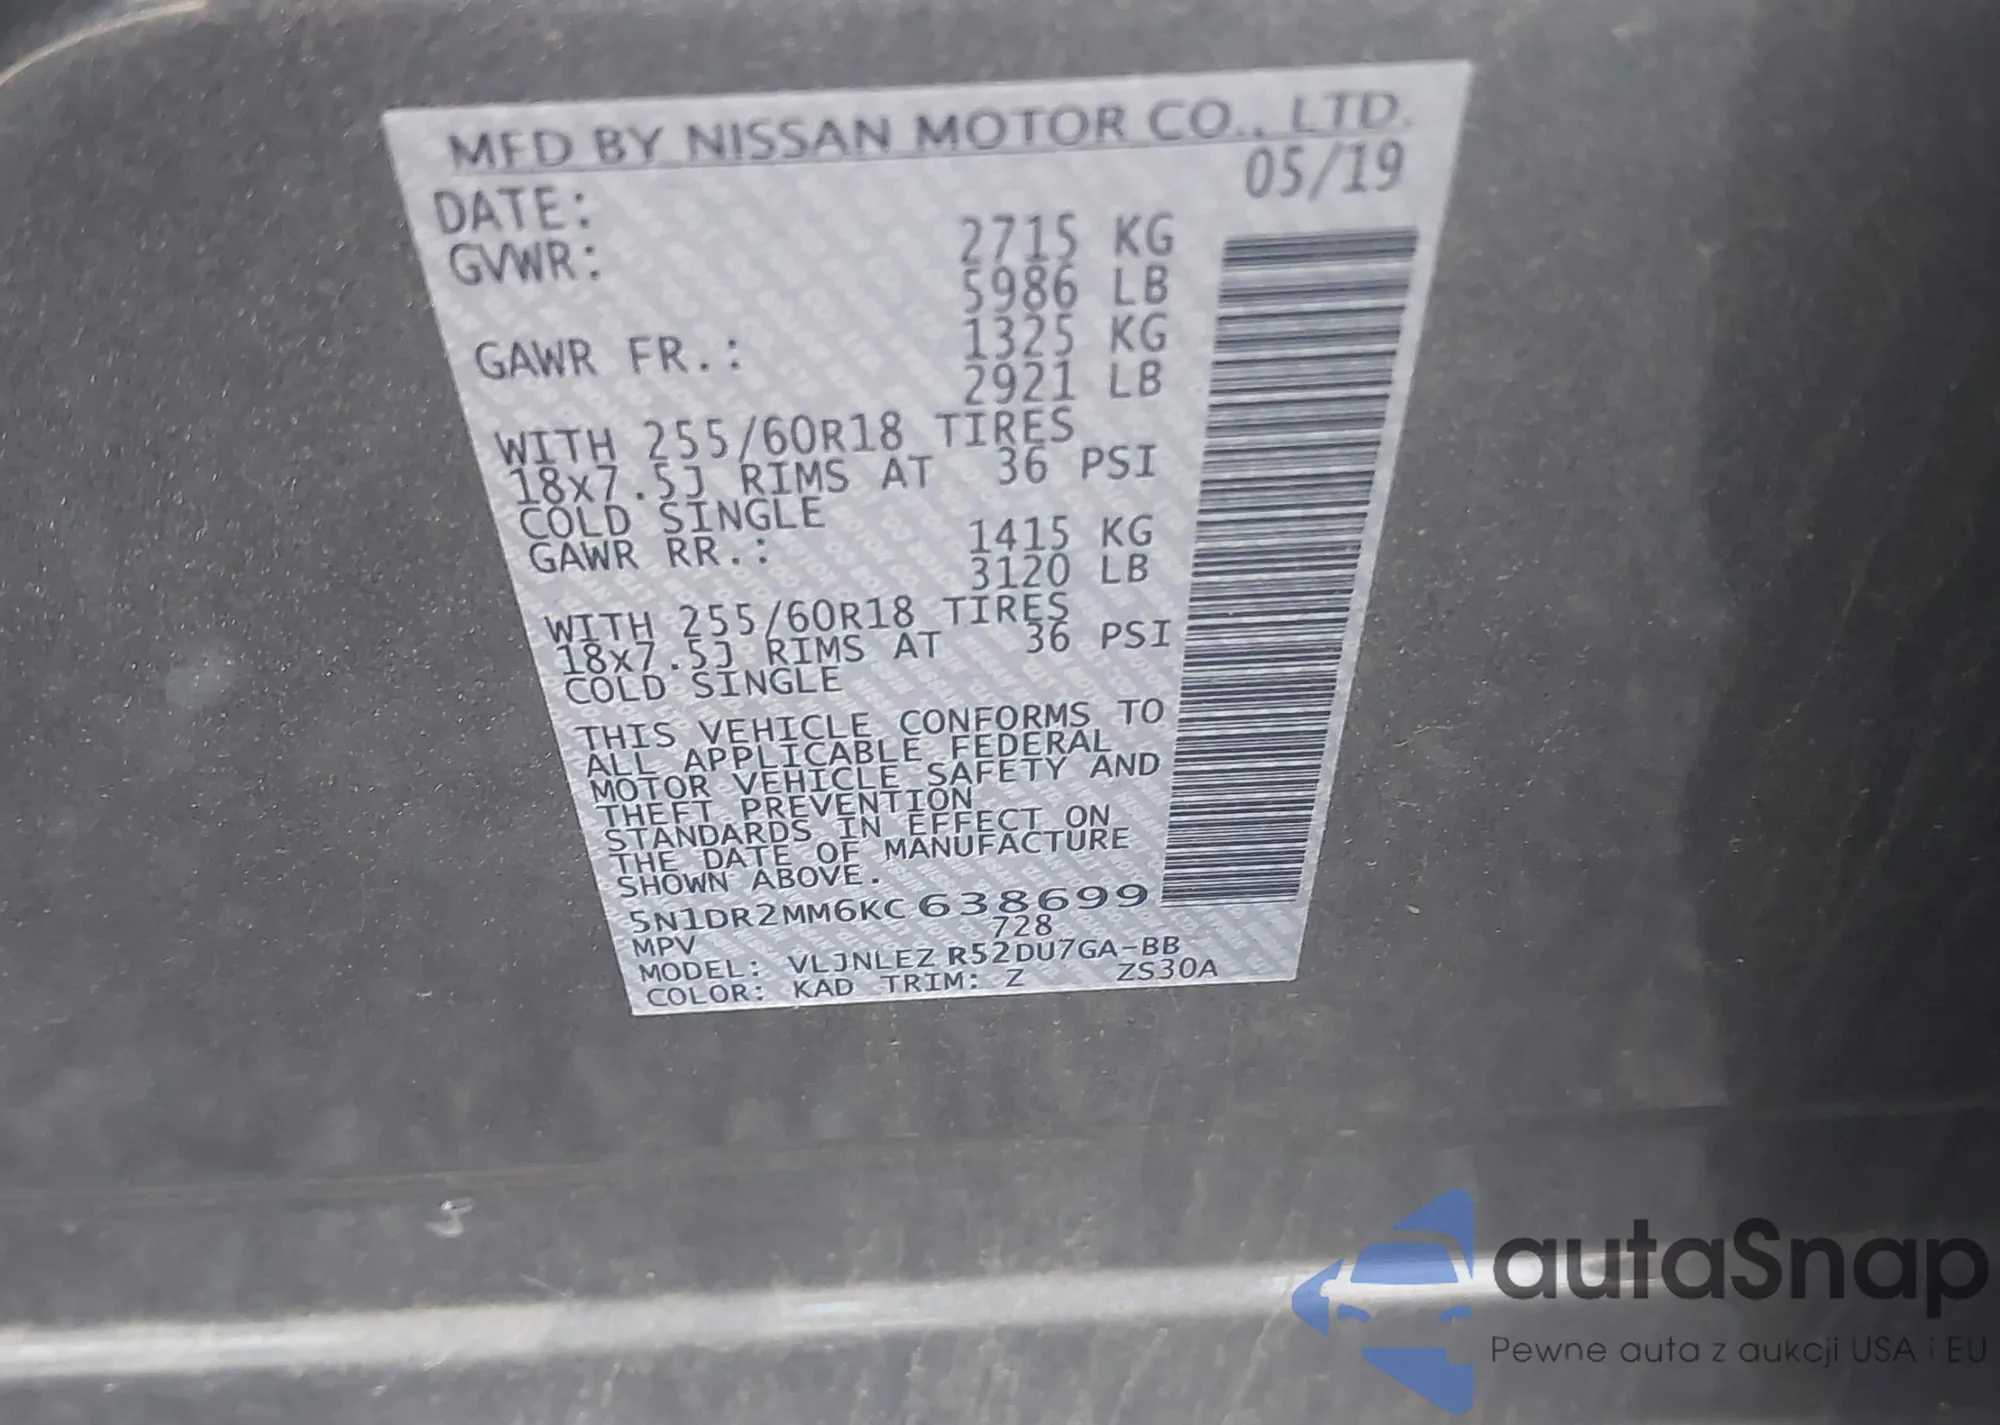 MFD BY NISSAN MOTOR CO., LTD.
DATE: 05/19
GVWR: 2715 KG
5986 LB
GAWR FR.: 1325 KG
2921 LB
WITH 255/60R18 TIRES
18x7.5J RIMS AT 36 PSI
COLD SINGLE
GAWR RR.: 1415 KG
3120 LB
WITH 255/60R18 TIRES
18x7.5J RIMS AT 36 PSI
COLD SINGLE
THIS VEHICLE CONFORMS TO
ALL APPLICABLE FEDERAL
MOTOR VEHICLE SAFETY AND
THEFT PREVENTION
STANDARDS IN EFFECT ON
THE DATE OF MANUFACTURE
SHOWN ABOVE.
5N1DR2MM6KC638699
MPV 728
MODEL: VLJNLEZ R52DU7GA-BB
COLOR: KAD TRIM: Z ZS30A
autaSnap
Pewne auta z aukcji USA i EU